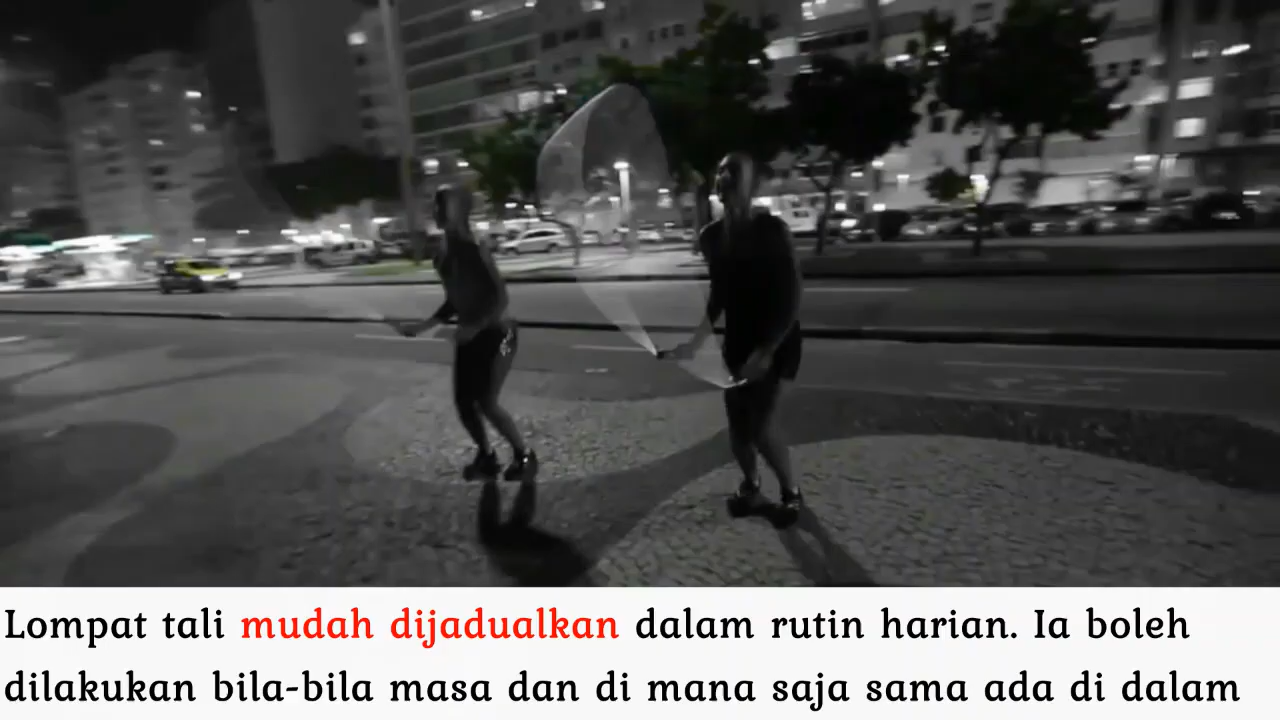 Lompat tali mudah dijadualkan dalam rutin harian. Ia boleh
dilakukan bila-bila masa dan di mana saja sama ada di dalam